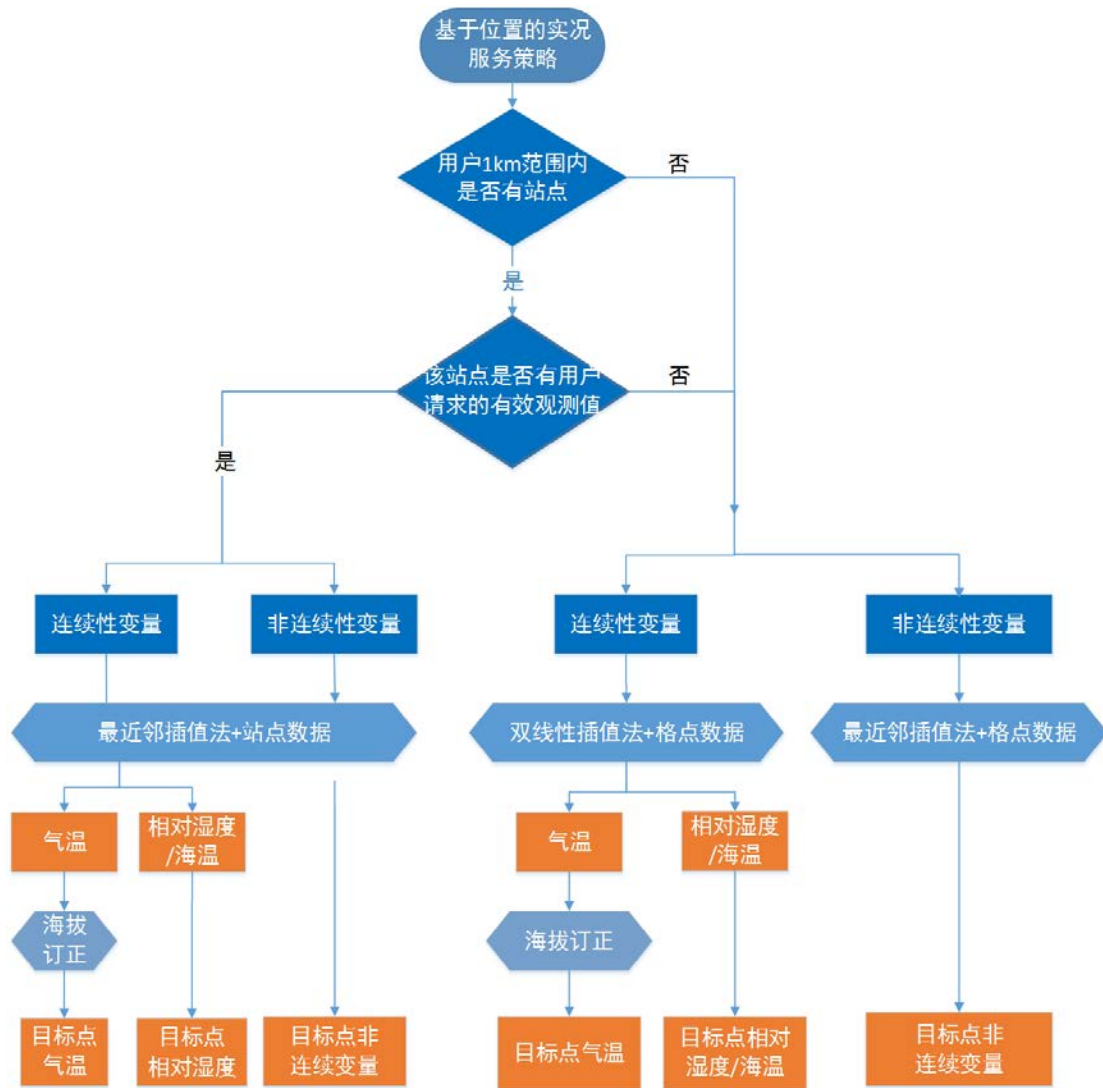 基于位置的实况
服务策略
用户1km范围内
是否有站点
否
是
该站点是否有用户
请求的有效观测值
否
是
连续性变量
非连续性变量
连续性变量
非连续性变量
最近邻插值法+站点数据
双线性插值法+格点数据
最近邻插值法+格点数据
气温
相对湿度
/海温
气温
相对湿度
/海温
海拔
订正
海拔订正
目标点
气温
目标点
相对湿度
目标点非
连续变量
目标点气温
目标点相对
湿度/海温
目标点非
连续变量